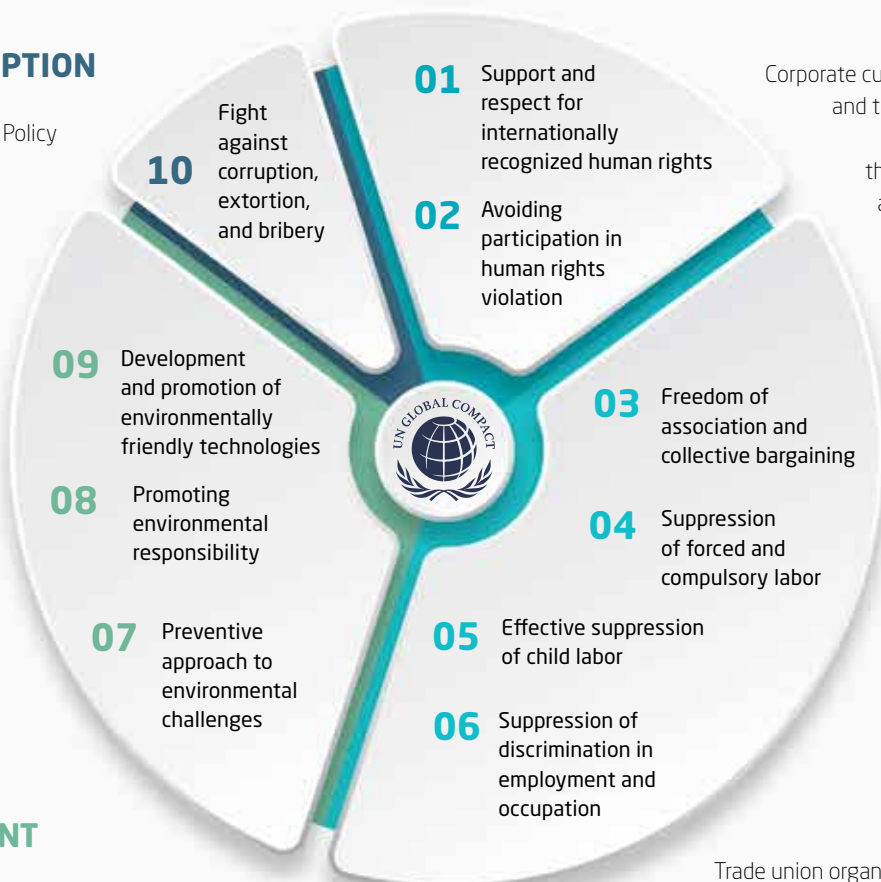 PTION
Policy
10
Fight
against
corruption,
extortion,
and bribery
01
Support and
respect for
internationally
recognized human rights
02
Avoiding
participation in
human rights
violation
Corporate cu
and t
th
a
09
Development
and promotion of
environmentally
friendly technologies
08
Promoting
environmental
responsibility
07
Preventive
approach to
environmental
challenges
UN GLOBAL COMPACT
03
Freedom of
association and
collective bargaining
04
Suppression
of forced and
compulsory labor
05
Effective suppression
of child labor
06
Suppression of
discrimination in
employment and
occupation
NT
Trade union organ